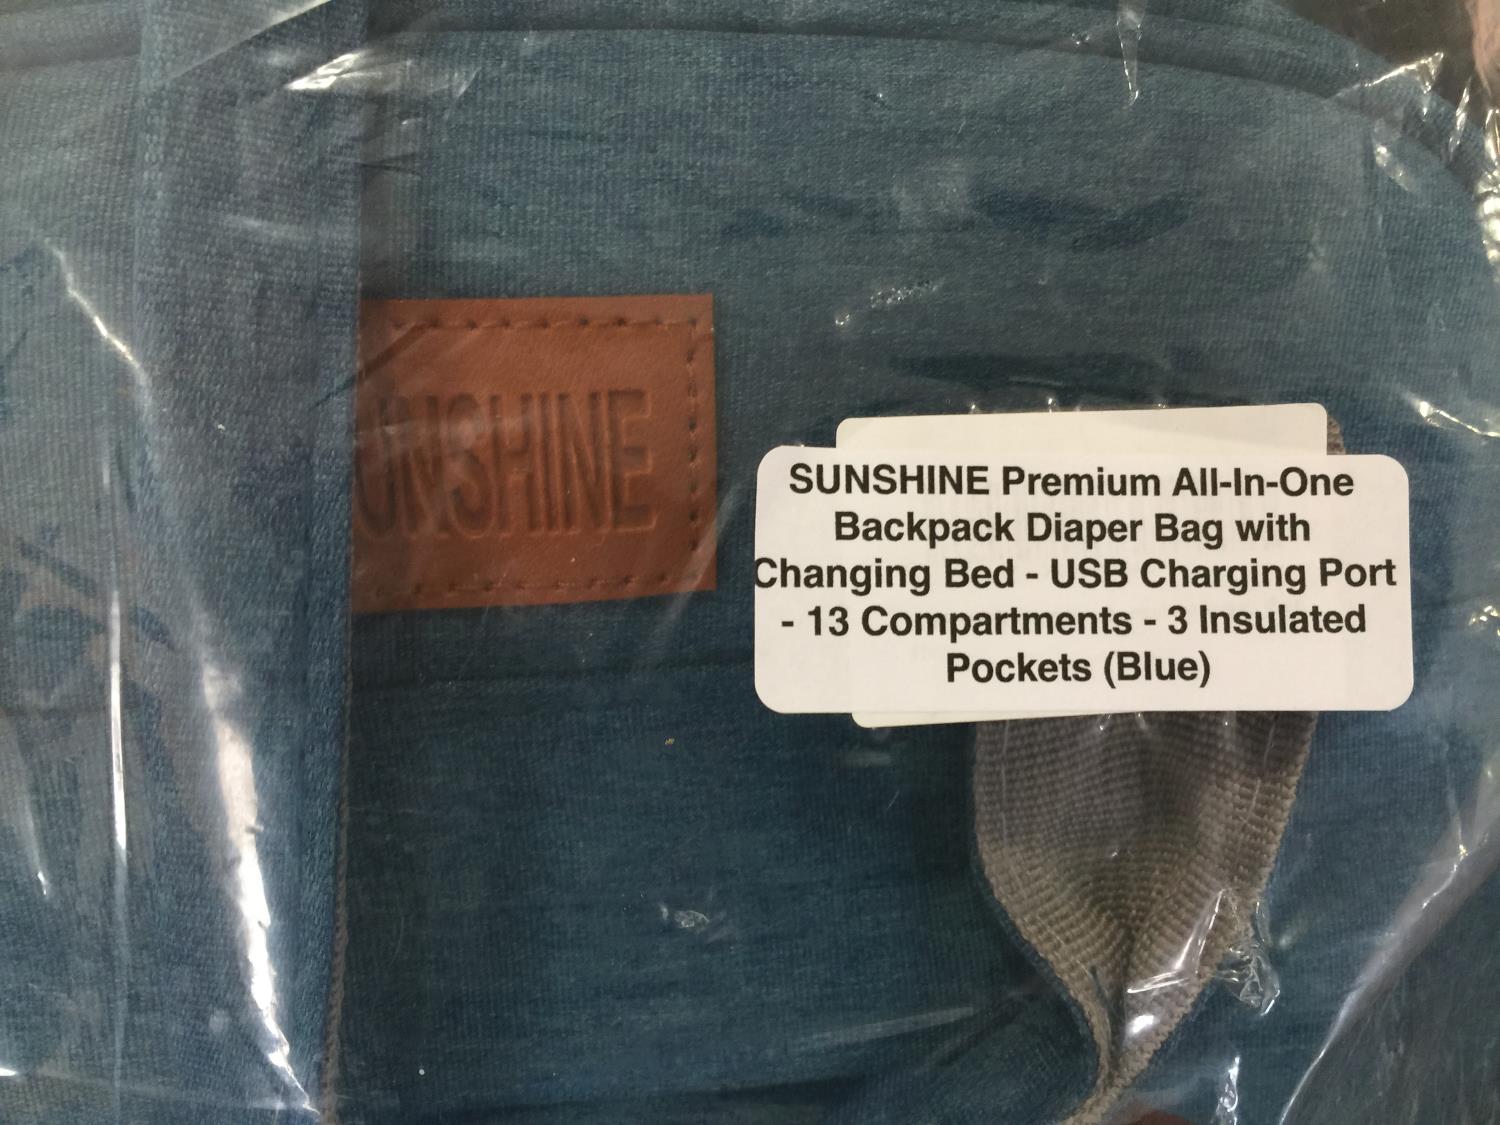 SUNSHINE
SUNSHINE Premium All-In-One
Backpack Diaper Bag with
Changing Bed - USB Charging Port
- 13 Compartments - 3 Insulated
Pockets (Blue)